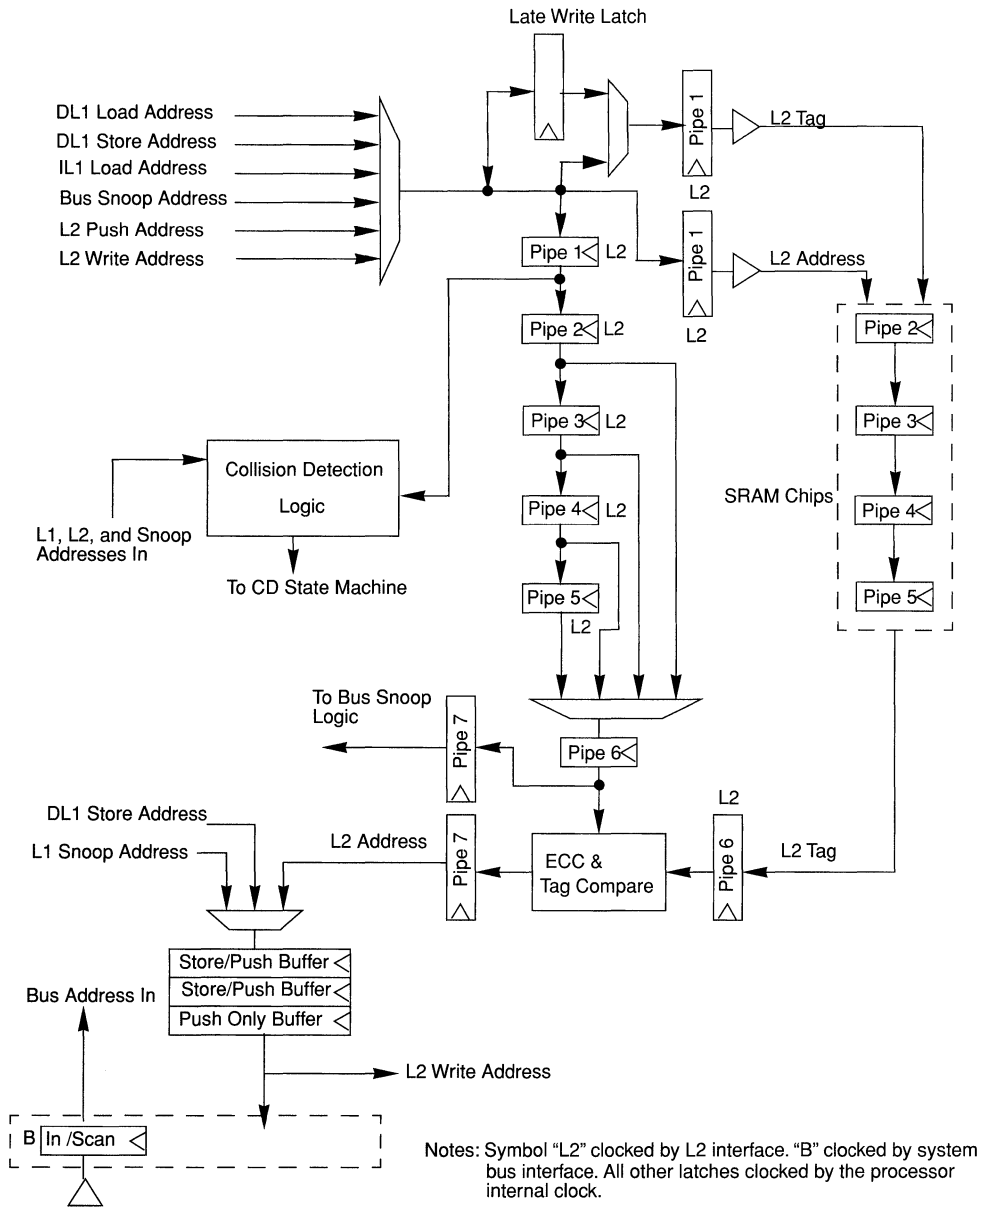 Late Write Latch
DL1 Load Address
DL1 Store Address
IL1 Load Address
Bus Snoop Address
L2 Push Address
L2 Write Address
Pipe 1
L2
L2 Tag
Pipe 1
L2
L2 Address
Pipe 1
L2
Pipe 2
L2
Pipe 3
L2
Pipe 4
L2
Pipe 5
L2
Pipe 2
Pipe 3
SRAM Chips
Pipe 4
Pipe 5
Collision Detection
Logic
L1, L2, and Snoop
Addresses In
To CD State Machine
To Bus Snoop
Logic
Pipe 7
Pipe 6
DL1 Store Address
L1 Snoop Address
L2 Address
Pipe 7
ECC &
Tag Compare
L2
Pipe 6
L2 Tag
Store/Push Buffer
Store/Push Buffer
Push Only Buffer
Bus Address In
L2 Write Address
B
In /Scan
Notes: Symbol “L2” clocked by L2 interface. “B” clocked by system
bus interface. All other latches clocked by the processor
internal clock.